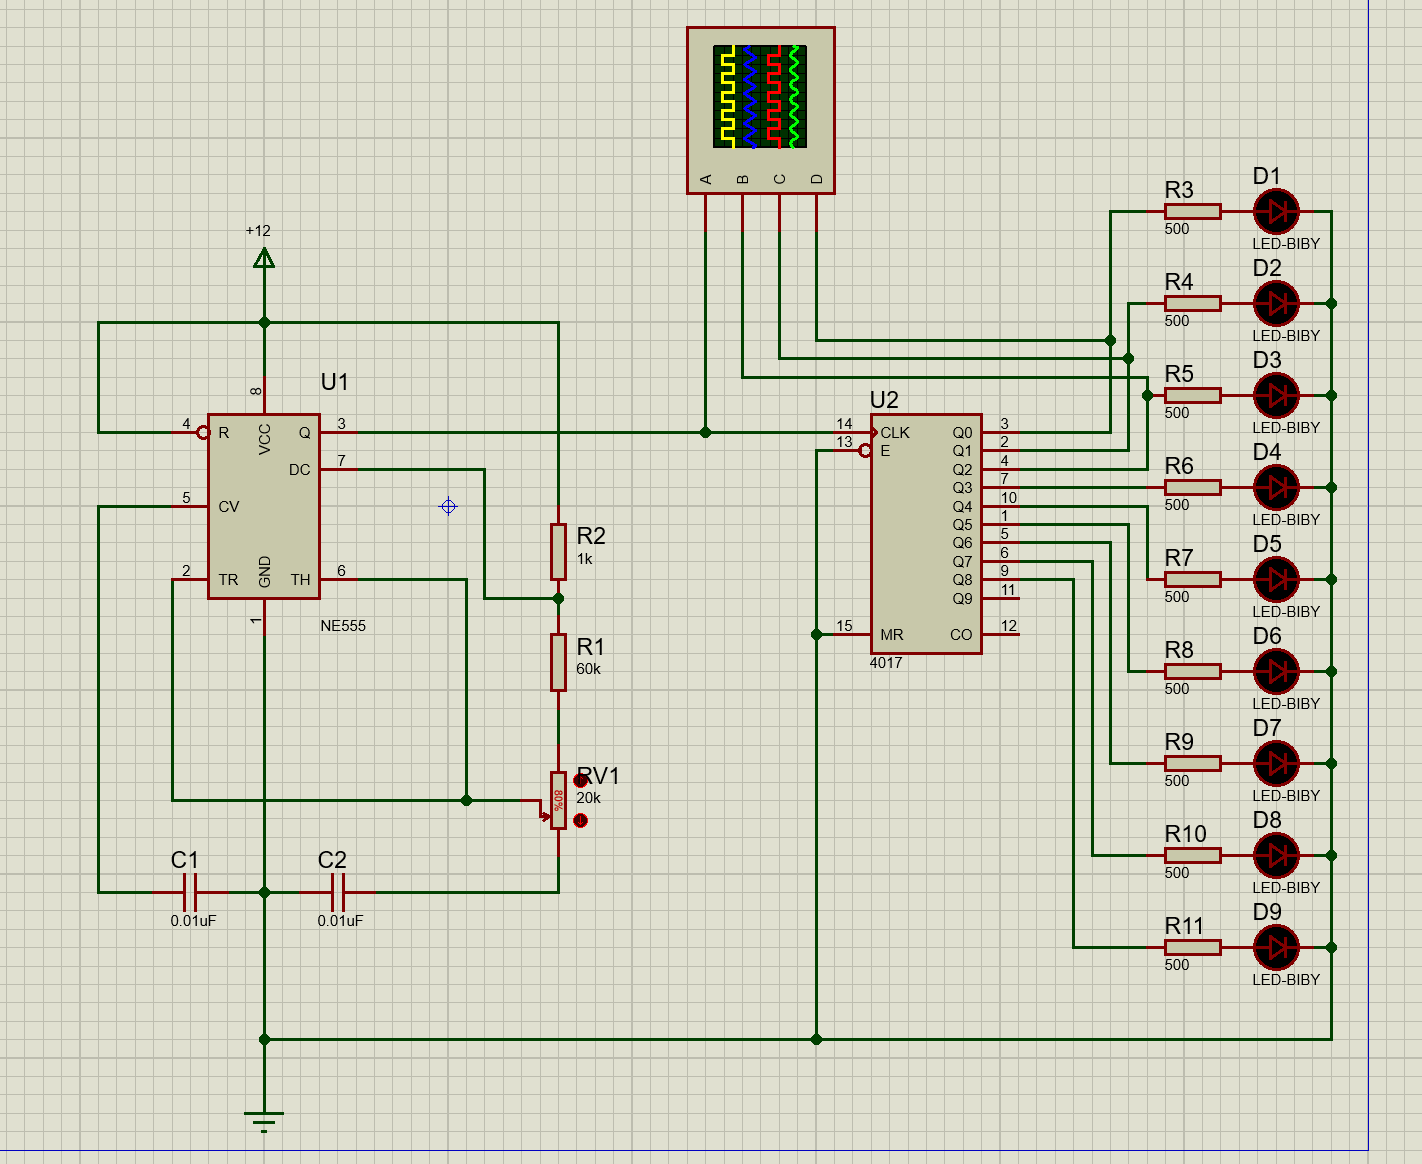 A B C D
+12
U1
8
4 R VCC Q 3
DC 7
5 CV
2 TR GND TH 6
1
NE555
R2
1k
R1
60k
RV1
20k
80%
C1
0.01uF
C2
0.01uF
U2
14 CLK Q0 3
13 E Q1 2
Q2 4
Q3 7
Q4 10
Q5 1
Q6 5
Q7 6
Q8 9
Q9 11
15 MR CO 12
4017
R3 D1
500 LED-BIBY
R4 D2
500 LED-BIBY
R5 D3
500 LED-BIBY
R6 D4
500 LED-BIBY
R7 D5
500 LED-BIBY
R8 D6
500 LED-BIBY
R9 D7
500 LED-BIBY
R10 D8
500 LED-BIBY
R11 D9
500 LED-BIBY